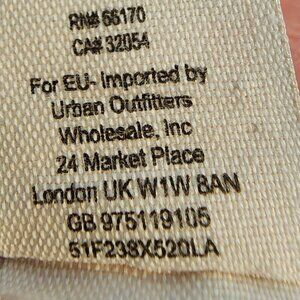 RN# 66170
CA# 32054
For EU- Imported by
Urban Outfitters
Wholesale, Inc
24 Market Place
London UK W1W 8AN
GB 975119105
51F238X520LA